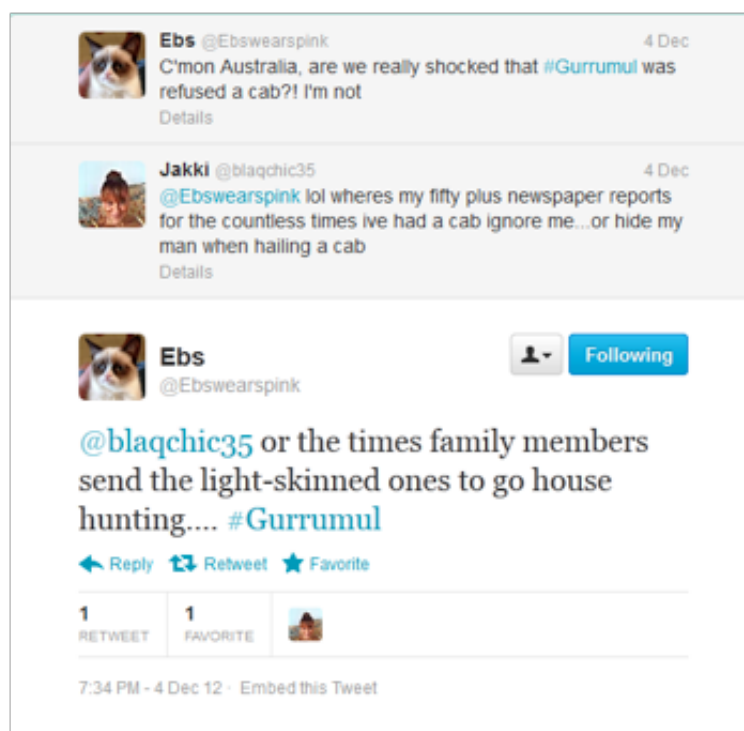 Ebs @Ebswearspink 4 Dec
C'mon Australia, are we really shocked that #Gurrumul was
refused a cab?! I'm not
Details
Jakki @blaqchic35 4 Dec
@Ebswearspink lol wheres my fifty plus newspaper reports
for the countless times ive had a cab ignore me...or hide my
man when hailing a cab
Details
Ebs
@Ebswearspink
Following
@blaqchic35 or the times family members
send the light-skinned ones to go house
hunting.... #Gurrumul
Reply Retweet Favorite
1 1
RETWEET FAVORITE
7:34 PM - 4 Dec 12 · Embed this Tweet